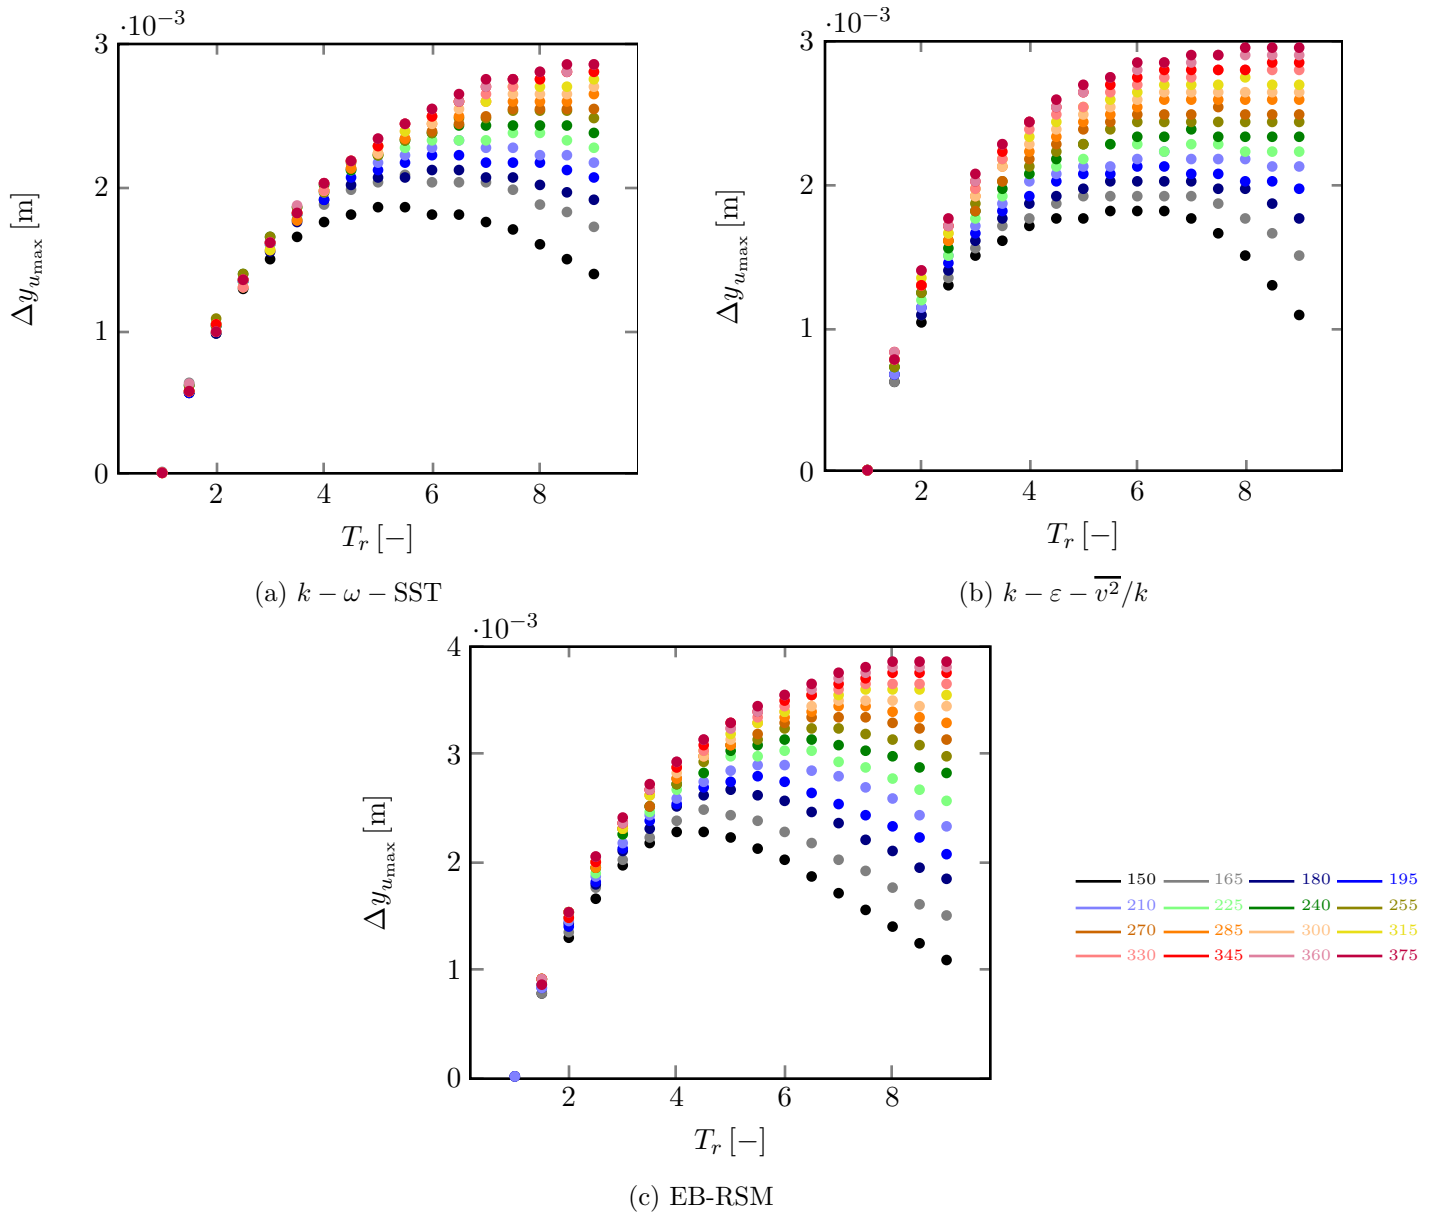 ·10⁻³
3
2
1
0
Δy_{u_max} [m]
2 4 6 8
T_r [−]
(a) k − ω − SST
·10⁻³
3
2
1
0
Δy_{u_max} [m]
2 4 6 8
T_r [−]
(b) k − ε − \overline{v²}/k
·10⁻³
4
3
2
1
0
Δy_{u_max} [m]
2 4 6 8
T_r [−]
(c) EB-RSM
150 165 180 195
210 225 240 255
270 285 300 315
330 345 360 375